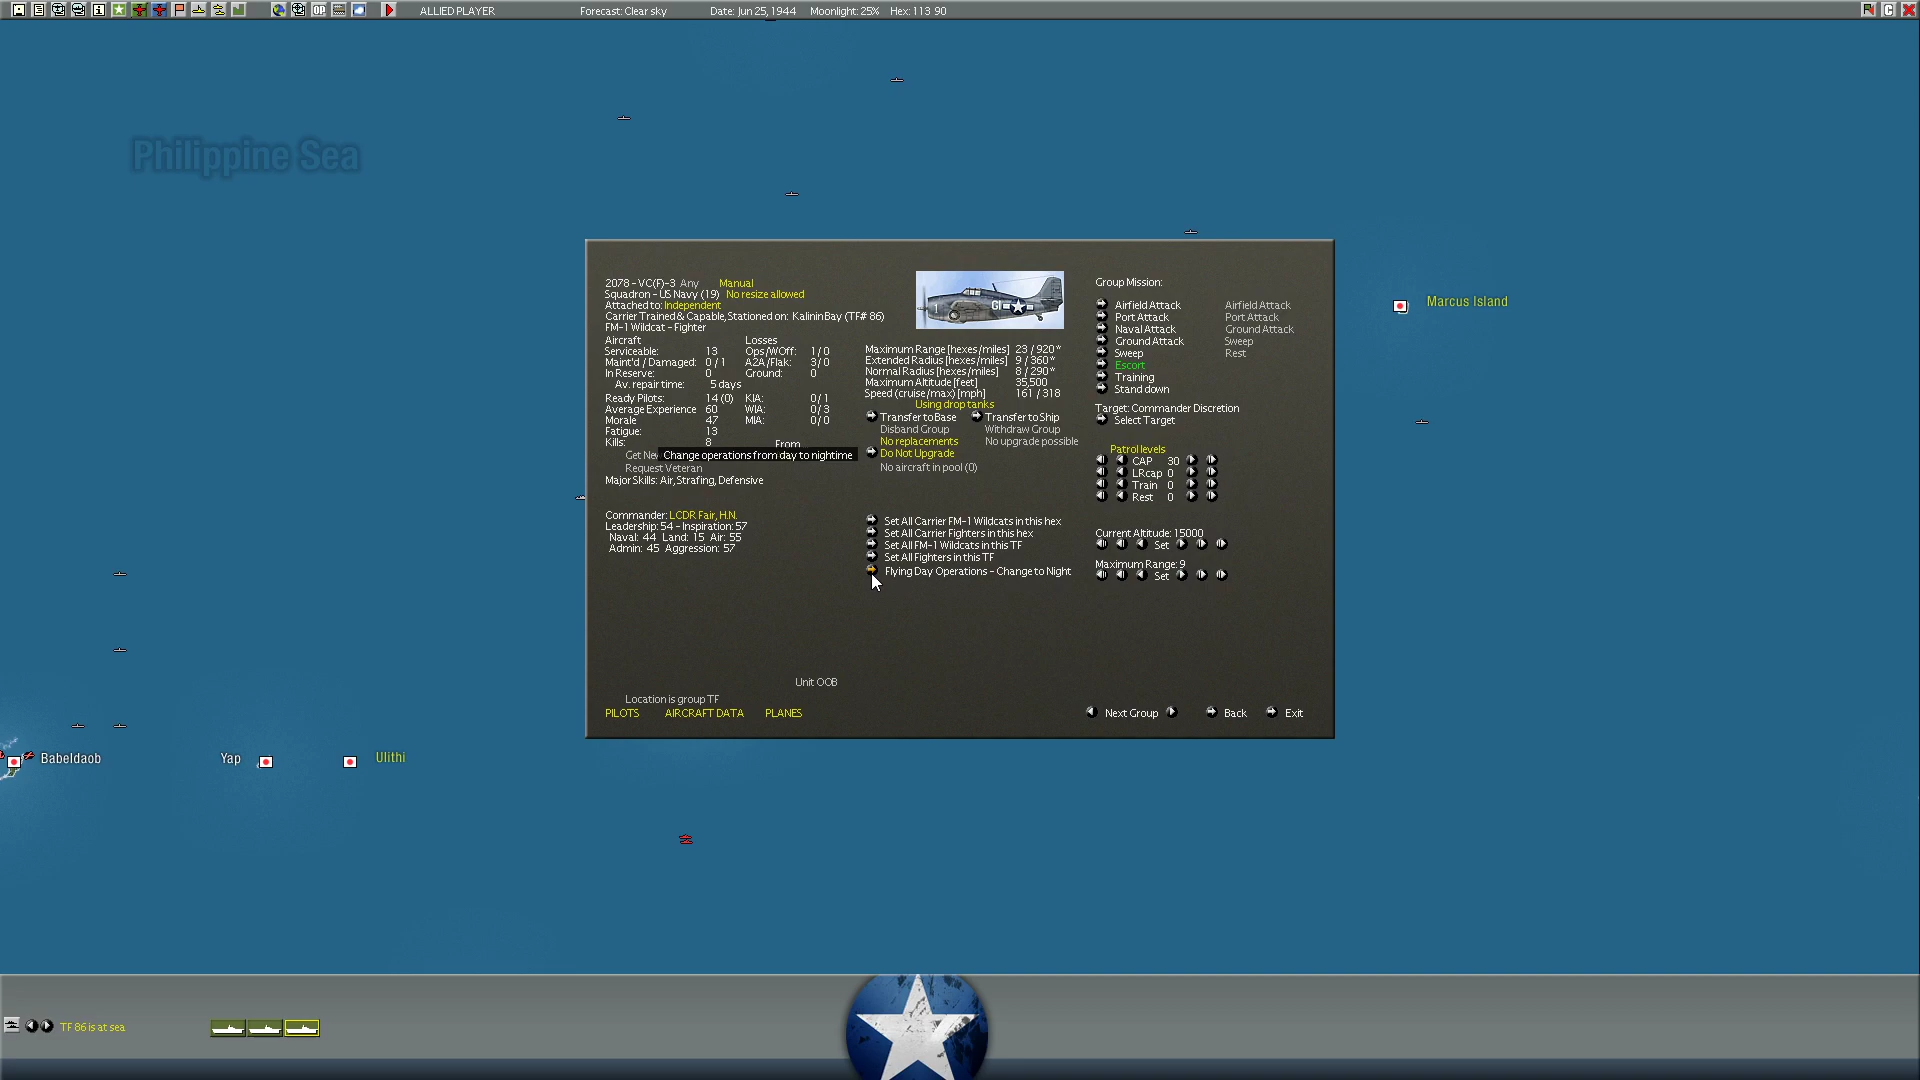 OP
C
ALLIED PLAYER Forecast: Clear sky Date: Jun 25, 1944 Moonlight: 25% Hex: 113 90
Philippine Sea
Marcus Island
2078 - VC(F)-3 Any Manual
Squadron - US Navy (19) No resize allowed
Attached to: Independent
Carrier Trained & Capable, Stationed on: Kalinin Bay (TF# 86)
FM-1 Wildcat - Fighter
Aircraft Losses
Serviceable: 13 Ops/WOff: 1/0
Maint'd / Damaged: 0 / 1 A2A/Flak: 3/0
In Reserve: 0 Ground: 0
Av. repair time: 5 days
Ready Pilots: 14 (0) KIA: 0/1
Average Experience 60 WIA: 0/3
Morale 47 MIA: 0/0
Fatigue: 13
Kills: 8 From
Get Ne
Change operations from day to nightime
Request Veteran
Major Skills: Air, Strafing, Defensive
Commander: LCDR Fair, H.N.
Leadership: 54 - Inspiration: 57
Naval: 44 Land: 15 Air: 55
Admin: 45 Aggression: 57
Unit OOB
Location is group TF
PILOTS AIRCRAFT DATA PLANES
1 GI
Maximum Range [hexes/miles] 23 / 920*
Extended Radius [hexes/miles] 9 / 360*
Normal Radius [hexes/miles] 8 / 290*
Maximum Altitude [feet] 35,500
Speed (cruise/max) [mph] 161 / 318
Using drop tanks
Transfer to Base Transfer to Ship
Disband Group Withdraw Group
No replacements No upgrade possible
Do Not Upgrade
No aircraft in pool (0)
Set All Carrier FM-1 Wildcats in this hex
Set All Carrier Fighters in this hex
Set All FM-1 Wildcats in this TF
Set All Fighters in this TF
Flying Day Operations - Change to Night
Group Mission:
Airfield Attack Airfield Attack
Port Attack Port Attack
Naval Attack Ground Attack
Ground Attack Sweep
Sweep Rest
Escort
Training
Stand down
Target: Commander Discretion
Select Target
Patrol levels
CAP 30
LRcap 0
Train 0
Rest 0
Current Altitude: 15000
Set
Maximum Range: 9
Set
Next Group Back Exit
Babeldaob Yap Ulithi
TF 86 is at sea